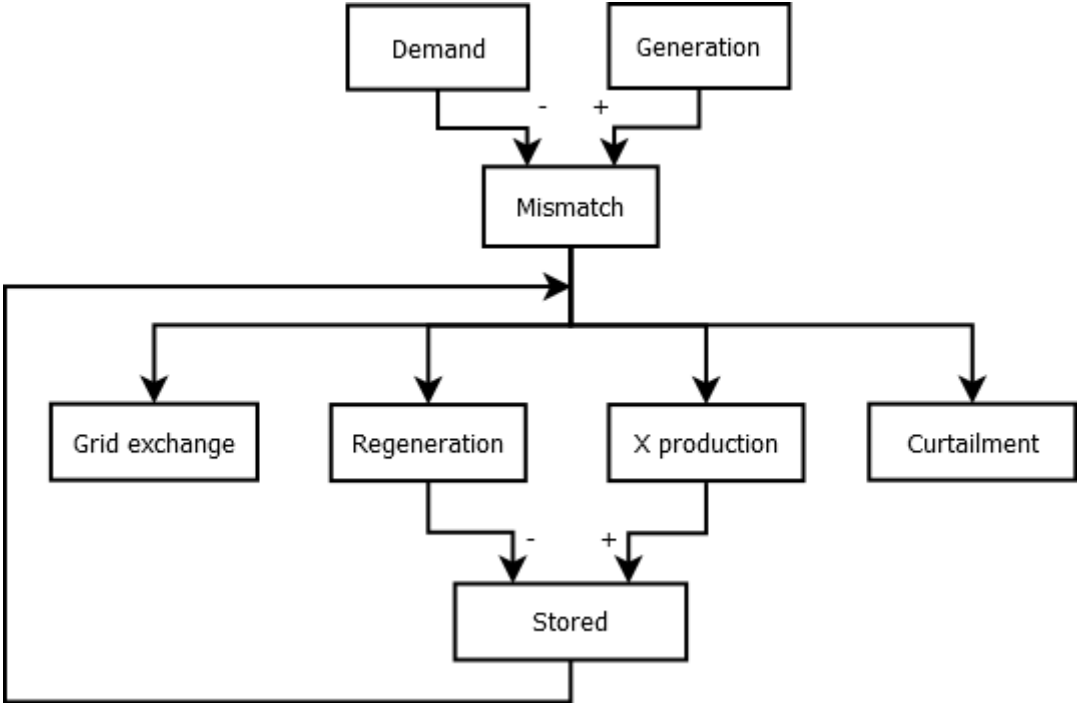 Demand
Generation
- +
Mismatch
Grid exchange
Regeneration
X production
Curtailment
- +
Stored